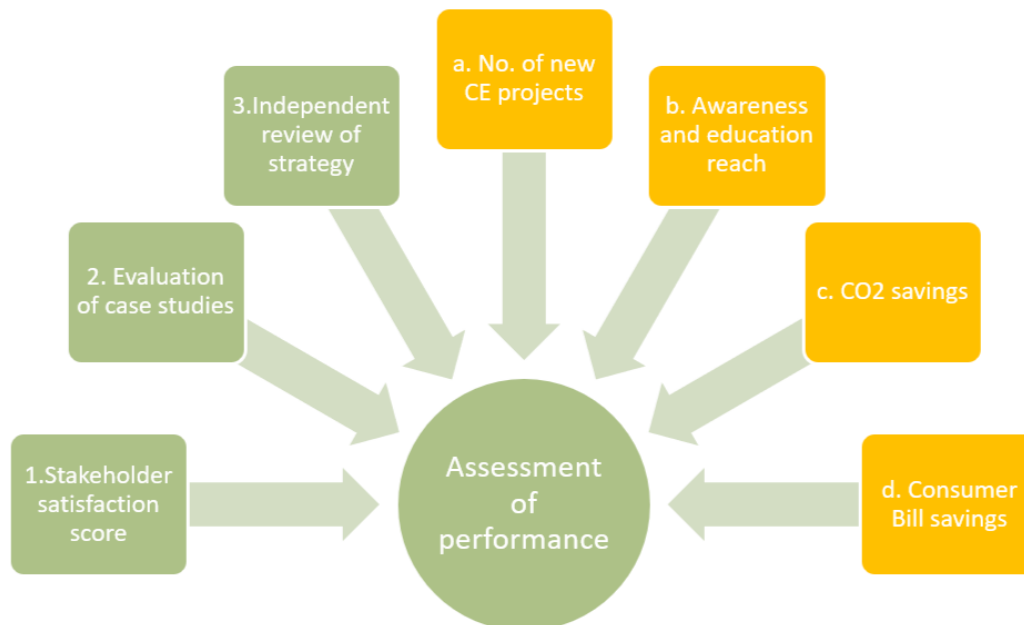 1.Stakeholder
satisfaction
score
2. Evaluation
of case studies
3.Independent
review of
strategy
a. No. of new
CE projects
b. Awareness
and education
reach
c. CO2 savings
d. Consumer
Bill savings
Assessment
of
performance